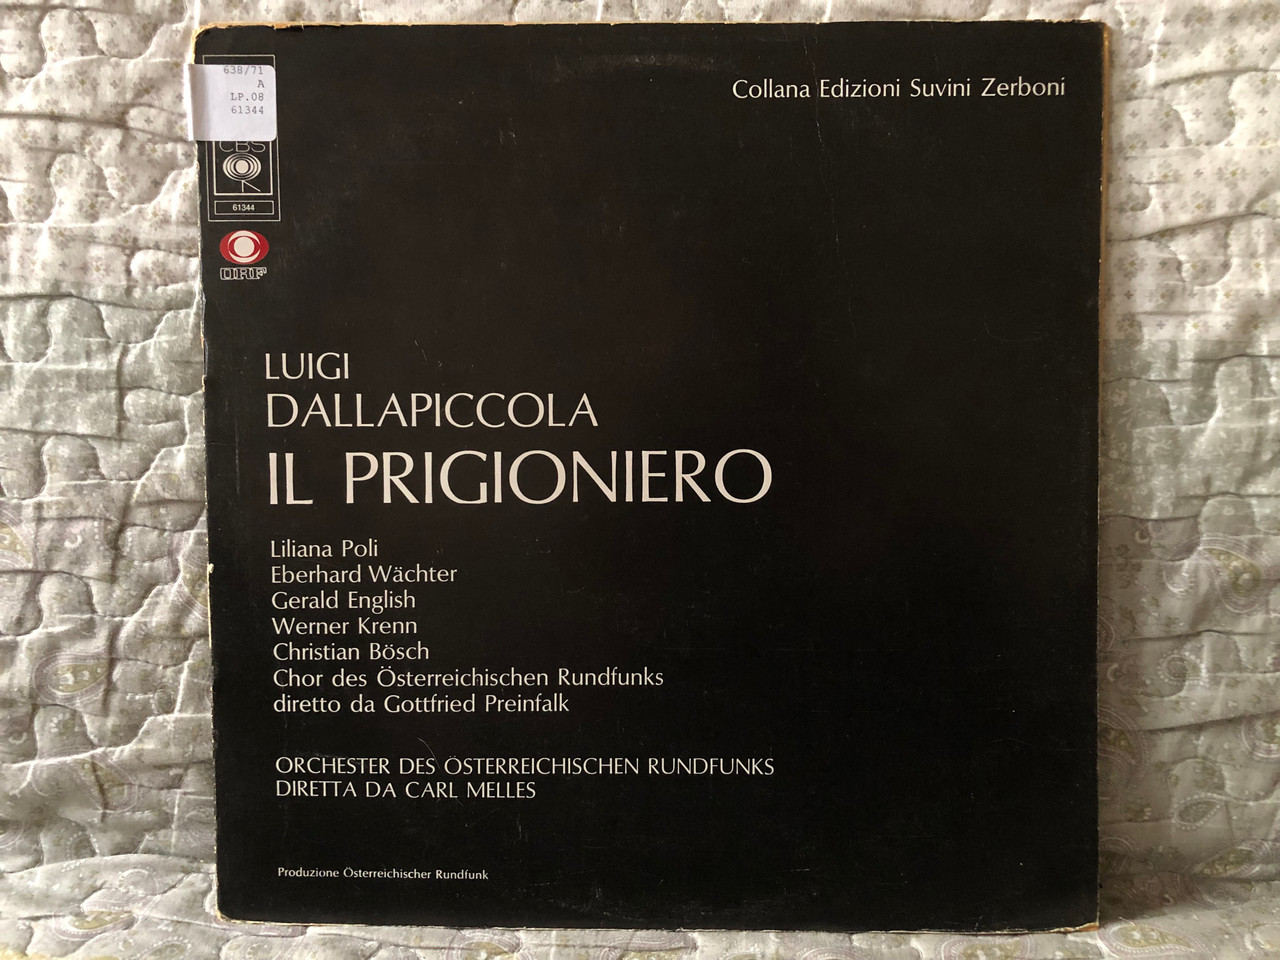 638/71
A
LP.08
61344
CBS
61344
ORF
Collana Edizioni Suvini Zerboni
LUIGI
DALLAPICCOLA
IL PRIGIONIERO
Liliana Poli
Eberhard Wächter
Gerald English
Werner Krenn
Christian Bösch
Chor des Österreichischen Rundfunks
diretto da Gottfried Preinfalk
ORCHESTER DES ÖSTERREICHISCHEN RUNDFUNKS
DIRETTA DA CARL MELLES
Produzione Österreichischer Rundfunk